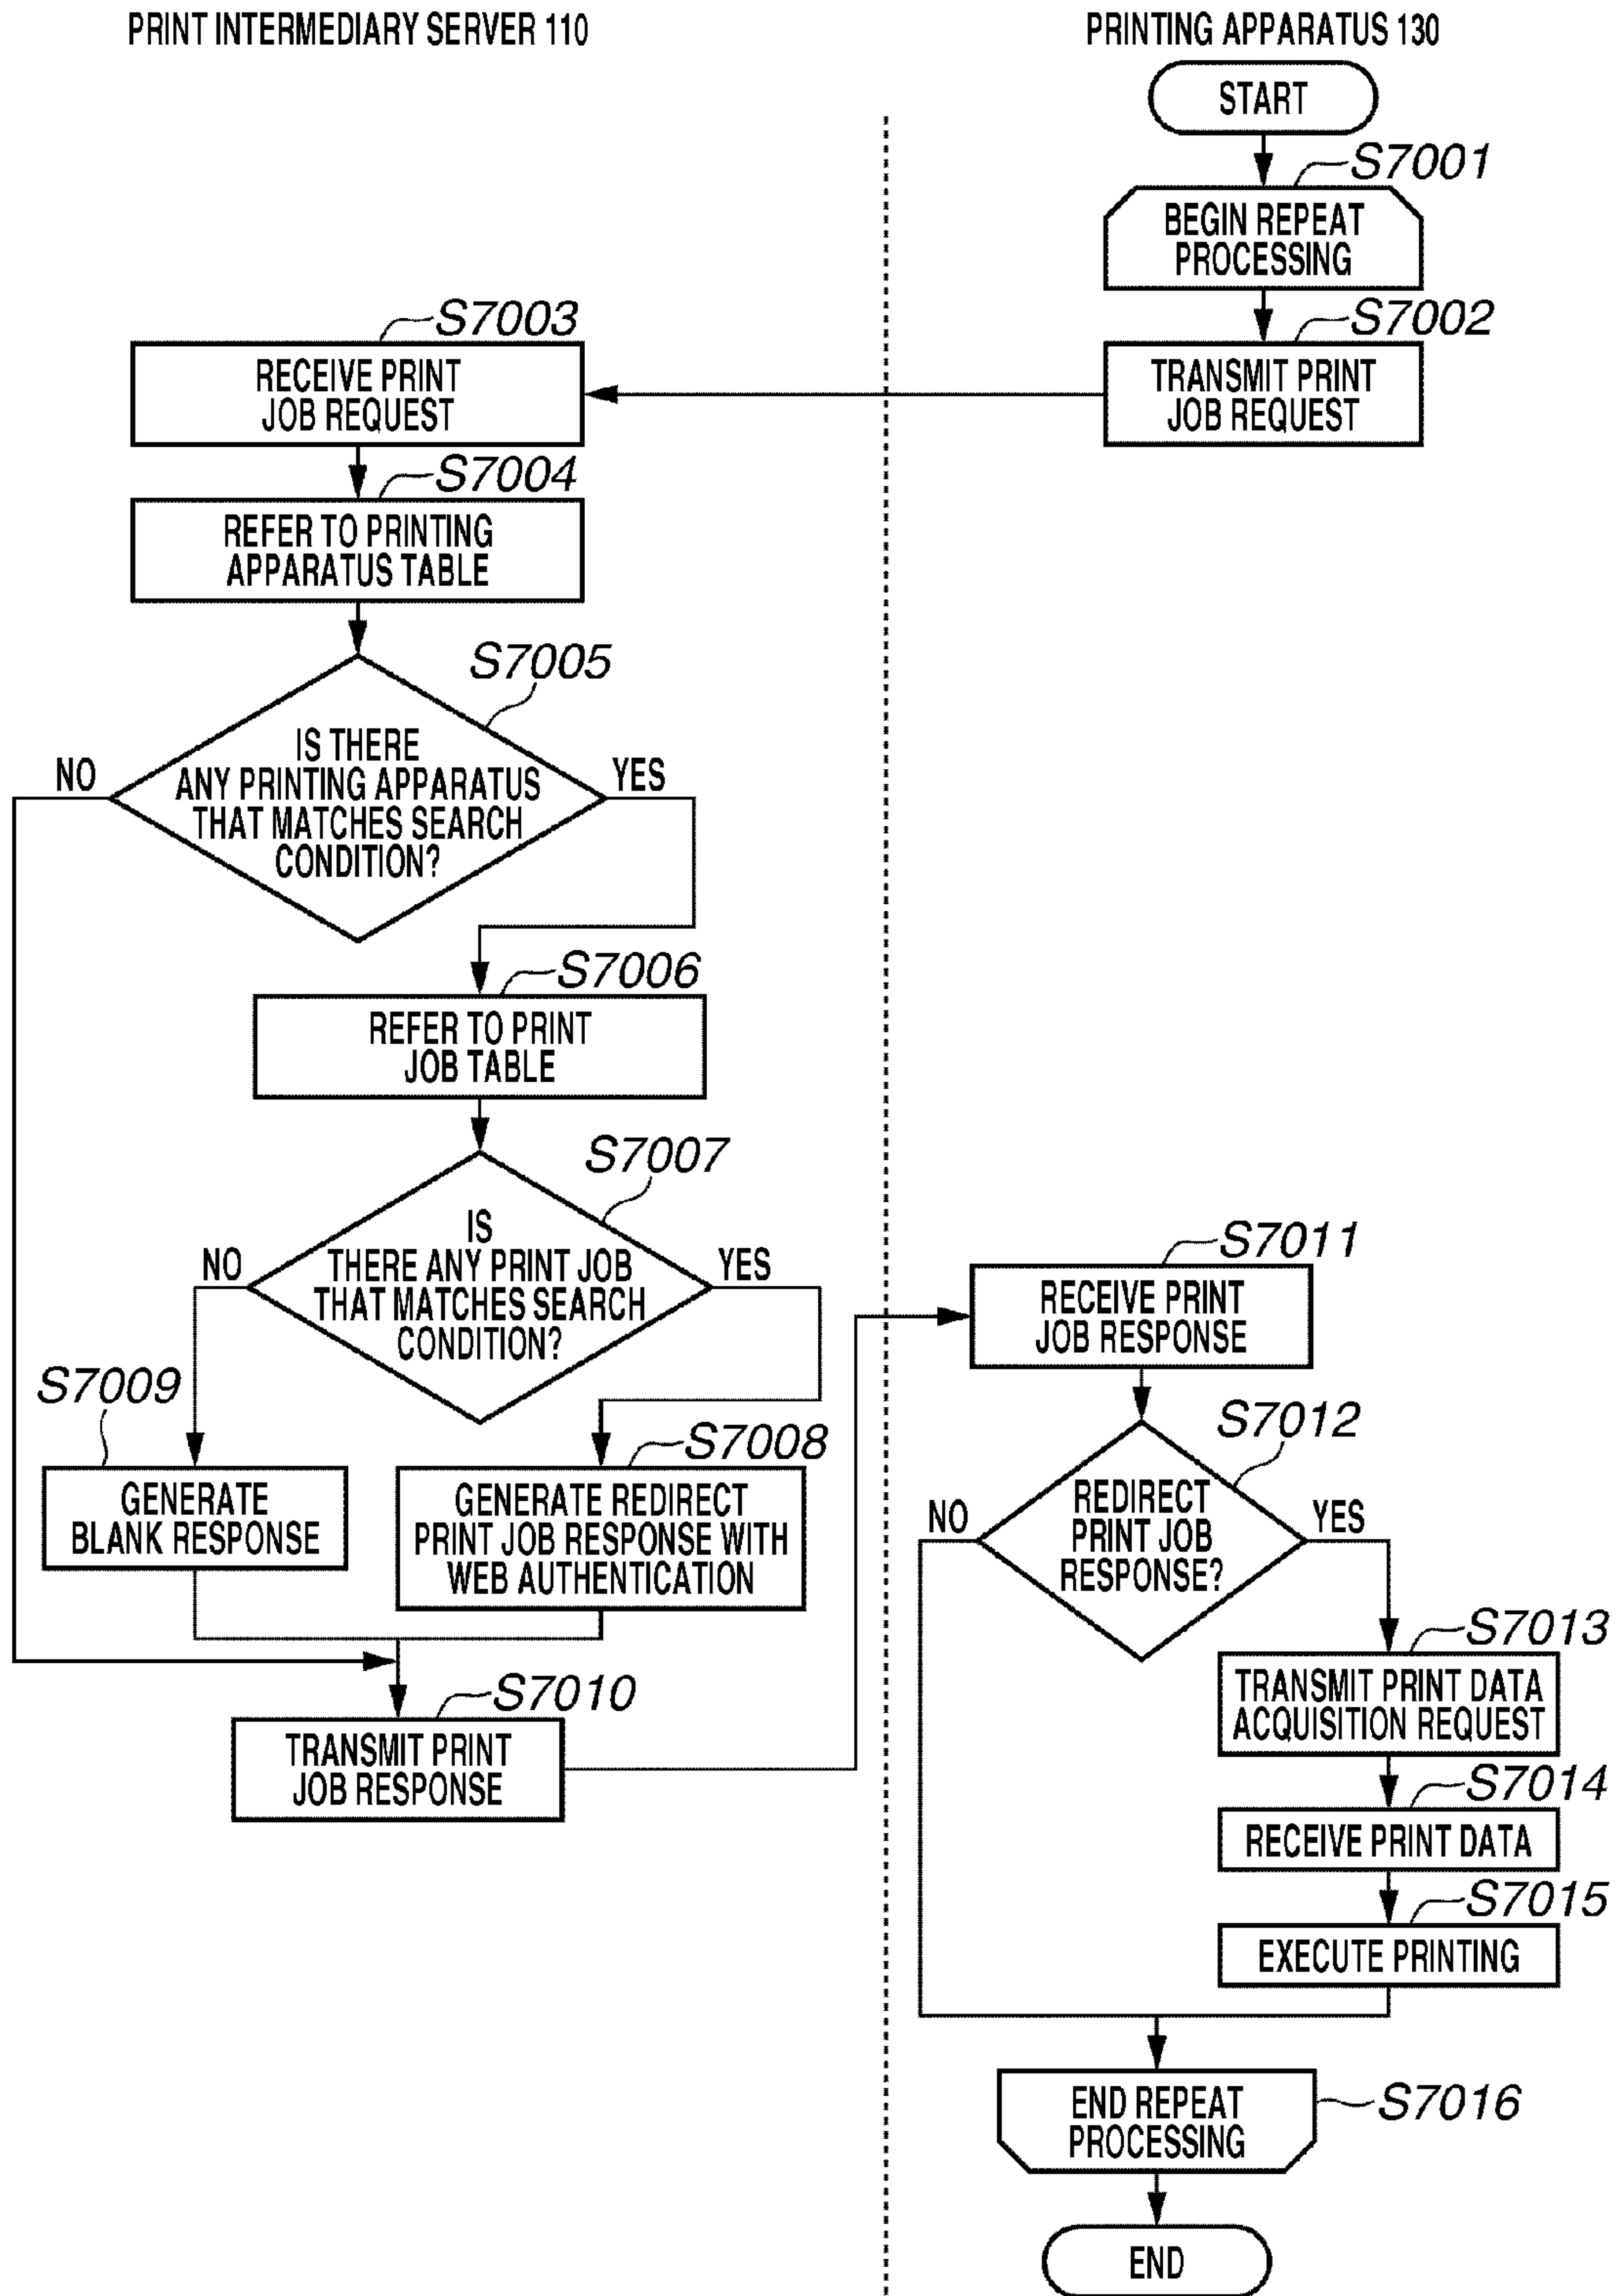 PRINT INTERMEDIARY SERVER 110
PRINTING APPARATUS 130
START
S7001
BEGIN REPEAT
PROCESSING
S7002
TRANSMIT PRINT
JOB REQUEST
S7003
RECEIVE PRINT
JOB REQUEST
S7004
REFER TO PRINTING
APPARATUS TABLE
S7005
IS THERE
ANY PRINTING APPARATUS
THAT MATCHES SEARCH
CONDITION?
NO
YES
S7006
REFER TO PRINT
JOB TABLE
S7007
IS
THERE ANY PRINT JOB
THAT MATCHES SEARCH
CONDITION?
NO
YES
S7009
GENERATE
BLANK RESPONSE
S7008
GENERATE REDIRECT
PRINT JOB RESPONSE WITH
WEB AUTHENTICATION
S7010
TRANSMIT PRINT
JOB RESPONSE
S7011
RECEIVE PRINT
JOB RESPONSE
S7012
REDIRECT
PRINT JOB
RESPONSE?
NO
YES
S7013
TRANSMIT PRINT DATA
ACQUISITION REQUEST
S7014
RECEIVE PRINT DATA
S7015
EXECUTE PRINTING
END REPEAT
PROCESSING
S7016
END